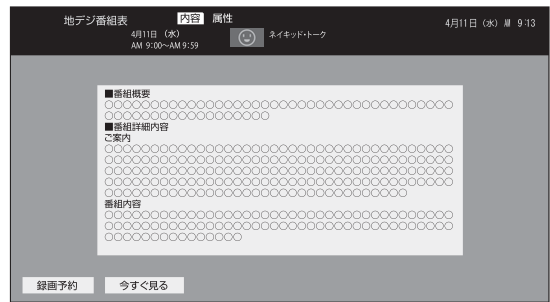 地デジ番組表 内容 属性
4月11日（水） AM 9:13
4月11日（水） ネイキッド・トーク
AM 9:00～AM 9:59
■番組概要
○○○○○○○○○○○○○○○○○○○○○○○○○○○○○○○○○○○○○○
○○○○○○○○○○○○○○○○○○
■番組詳細内容
ご案内
○○○○○○○○○○○○○○○○○○○○○○○○○○○○○○○○○○○○○○
○○○○○○○○○○○○○○○○○○○○○○○○○○○○○○○○○○○○○○
○○○○○○○○○○○○○○○○○○○○○○○○○○○○○○○○○○○○○○
○○○○○○○○○○○○○○○○○○○○○○○○○○○○○○○○○○○○○○
○○○○○○○○○○○○○○○○○○○○○○○○○○○○○○○○○
番組内容
○○○○○○○○○○○○○○○○○○○○○○○○○○○○○○○○○○○○○○
○○○○○○○○○○○○○○○○○○○○○○○○○○○○○○○○○○○○○○
○○○○○○○○○○○○○○○
録画予約 今すぐ見る